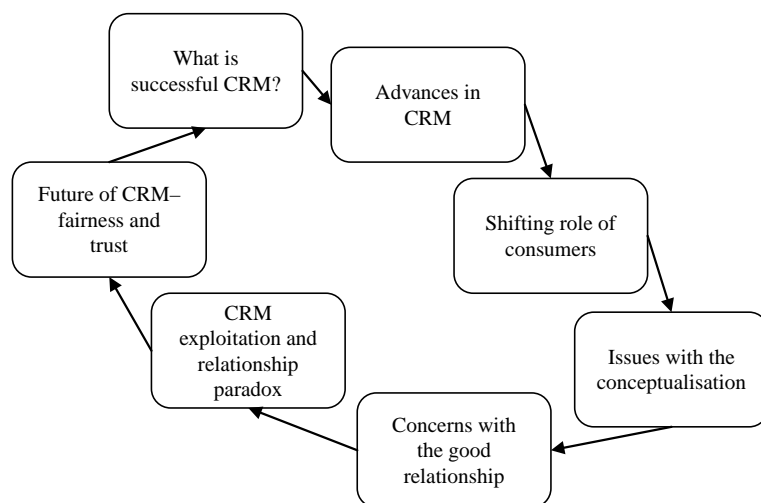 What is
successful CRM?
Advances in
CRM
Shifting role of
consumers
Issues with the
conceptualisation
Concerns with
the good
relationship
CRM
exploitation and
relationship
paradox
Future of CRM–
fairness and
trust